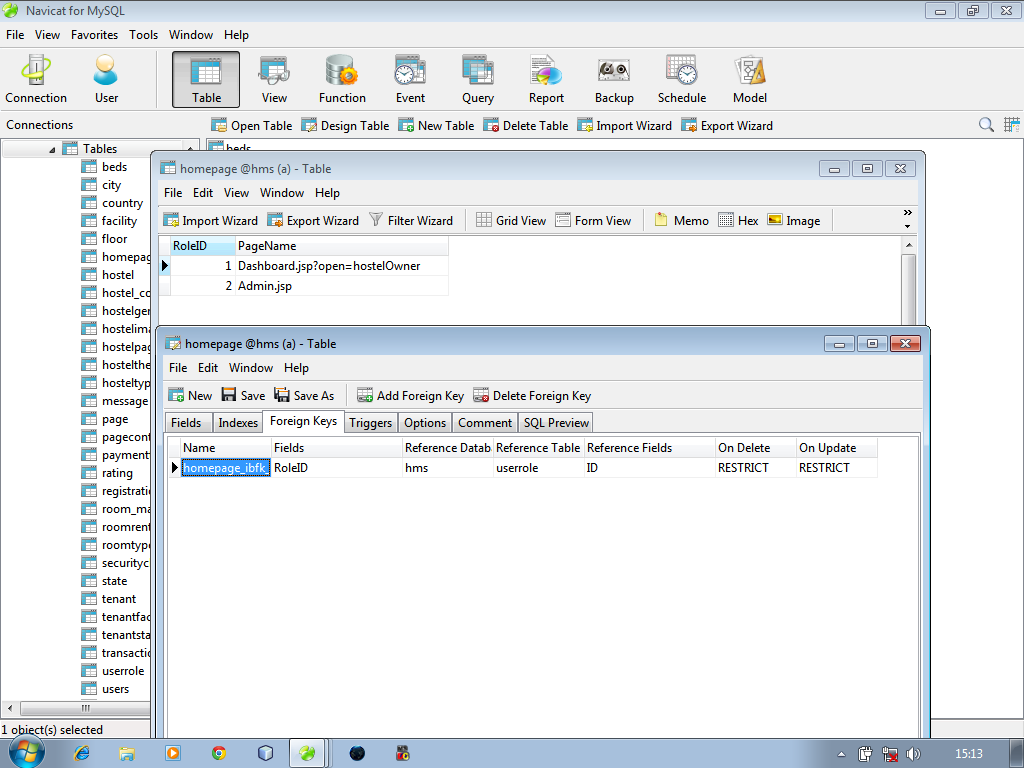 Navicat for MySQL
File View Favorites Tools Window Help
Connection User Table View Function Event Query Report Backup Schedule Model
Connections
Open Table Design Table New Table Delete Table Import Wizard Export Wizard
Tables
beds
beds
city
country
facility
floor
homepag
hostel
hostel_co
hostelger
hostelima
hostelpag
hostelthe
hosteltyp
message
page
pagecont
payment
rating
registratio
room_ma
roomrent
roomtype
securityc
state
tenant
tenantfac
tenantsta
transactio
userrole
users
homepage @hms (a) - Table
File Edit View Window Help
Import Wizard Export Wizard Filter Wizard Grid View Form View Memo Hex Image »
RoleID PageName
1 Dashboard.jsp?open=hostelOwner
2 Admin.jsp
homepage @hms (a) - Table
File Edit Window Help
New Save Save As Add Foreign Key Delete Foreign Key
Fields Indexes Foreign Keys Triggers Options Comment SQL Preview
Name Fields Reference Datab Reference Table Reference Fields On Delete On Update
homepage_ibfk_ RoleID hms userrole ID RESTRICT RESTRICT
1 object(s) selected
15:13